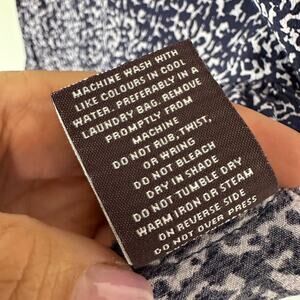 MACHINE WASH WITH
LIKE COLOURS IN COOL
WATER, PREFERABLY IN A
LAUNDRY BAG. REMOVE
PROMPTLY FROM
MACHINE
DO NOT RUB, TWIST,
OR WRING
DO NOT BLEACH
DRY IN SHADE
DO NOT TUMBLE DRY
WARM IRON OR STEAM
ON REVERSE SIDE
DO NOT OVER PRESS